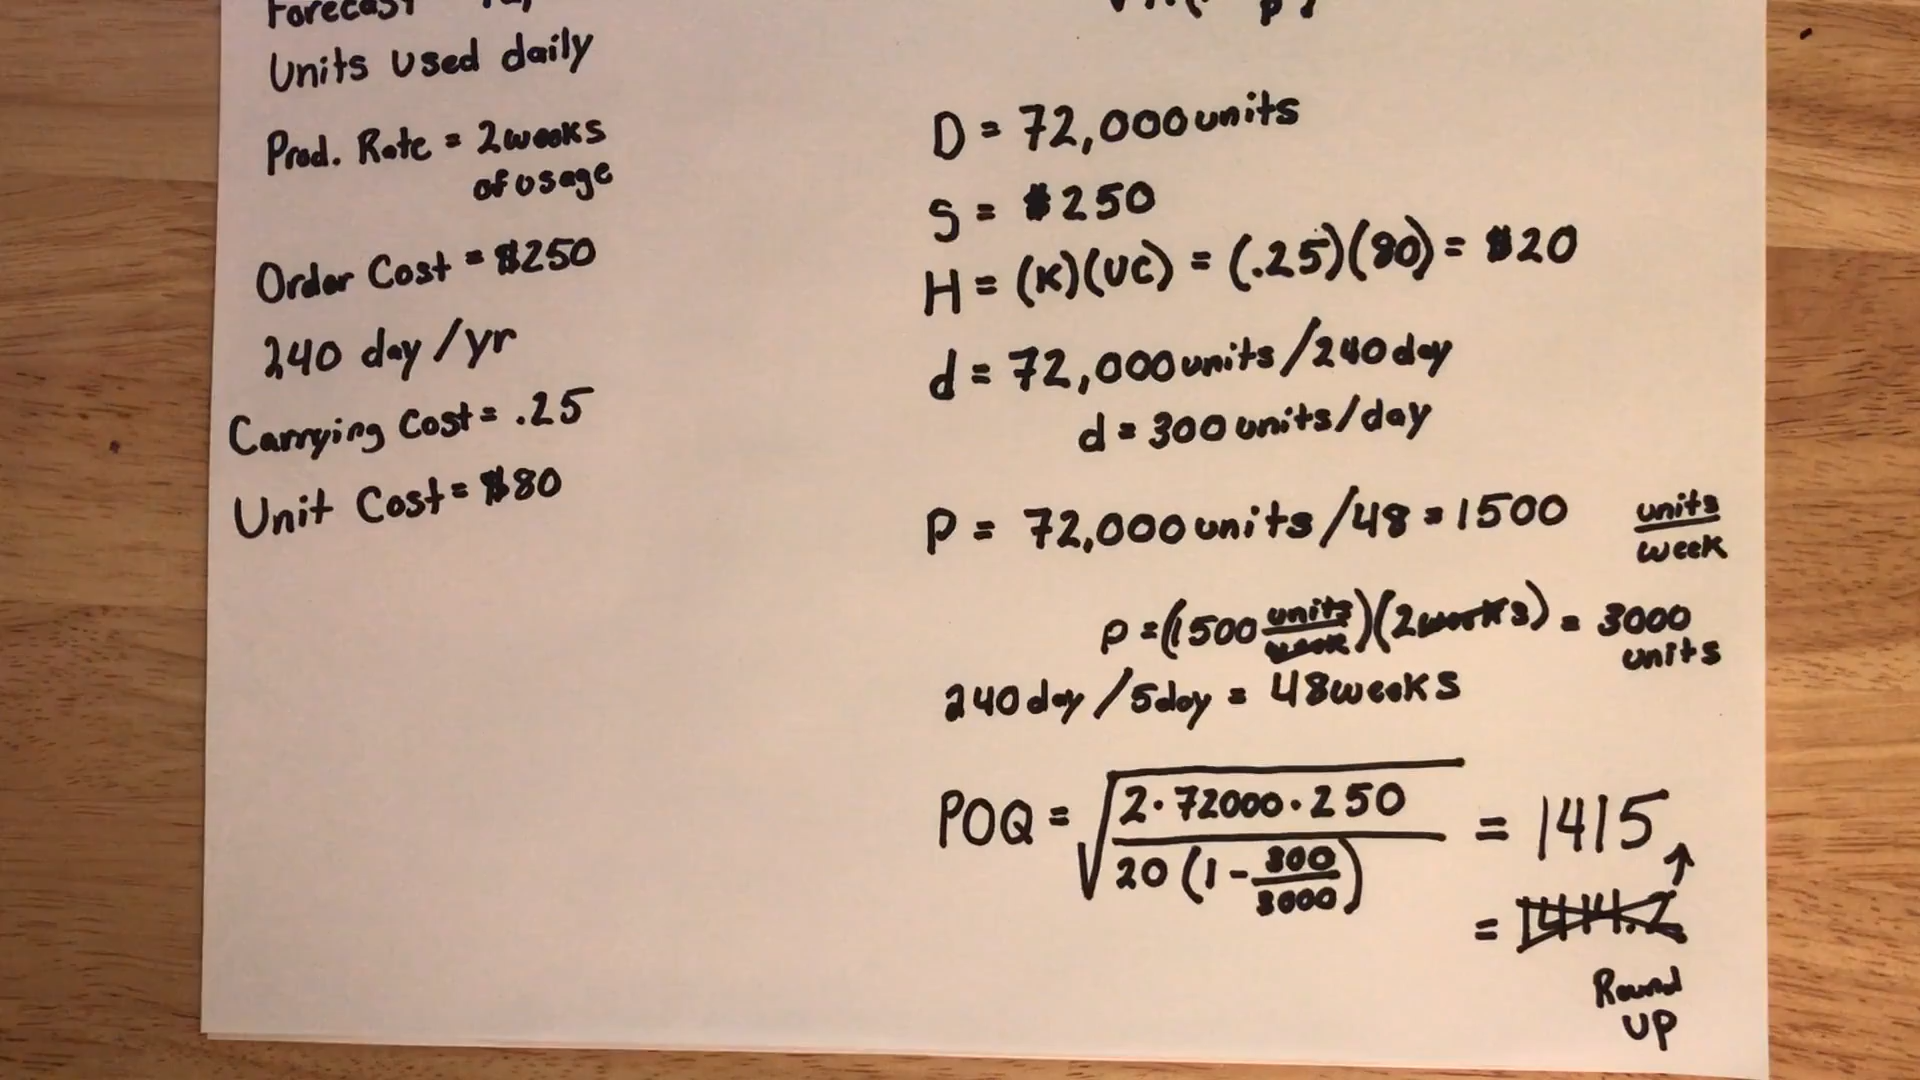 Forecast
Units used daily
Prod. Rate = 2 weeks
of usage
Order Cost = $250
240 day/yr
Carrying Cost = .25
Unit Cost = $80
D = 72,000 units
S = $250
H = (K)(UC) = (.25)(80) = $20
d = 72,000 units/240 day
d = 300 units/day
P = 72,000 units/48 = 1500 units/week
P = (1500 units/week)(2 weeks) = 3000 units
240 day/5 day = 48 weeks
POQ = √(2·72000·250 / 20(1-300/3000)) = 1415
= 1414.2
Round
UP